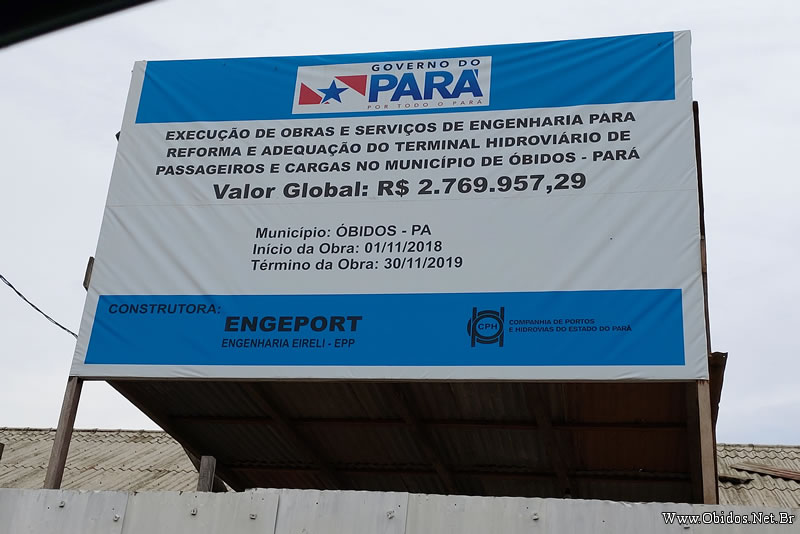 GOVERNO DO
PARÁ
POR TODO O PARÁ
EXECUÇÃO DE OBRAS E SERVIÇOS DE ENGENHARIA PARA
REFORMA E ADEQUAÇÃO DO TERMINAL HIDROVIÁRIO DE
PASSAGEIROS E CARGAS NO MUNICÍPIO DE ÓBIDOS - PARÁ
Valor Global: R$ 2.769.957,29
Município: ÓBIDOS - PA
Início da Obra: 01/11/2018
Término da Obra: 30/11/2019
CONSTRUTORA:
ENGEPORT
ENGENHARIA EIRELI - EPP
CPH
COMPANHIA DE PORTOS
E HIDROVIAS DO ESTADO DO PARÁ
Www.Obidos.Net.Br